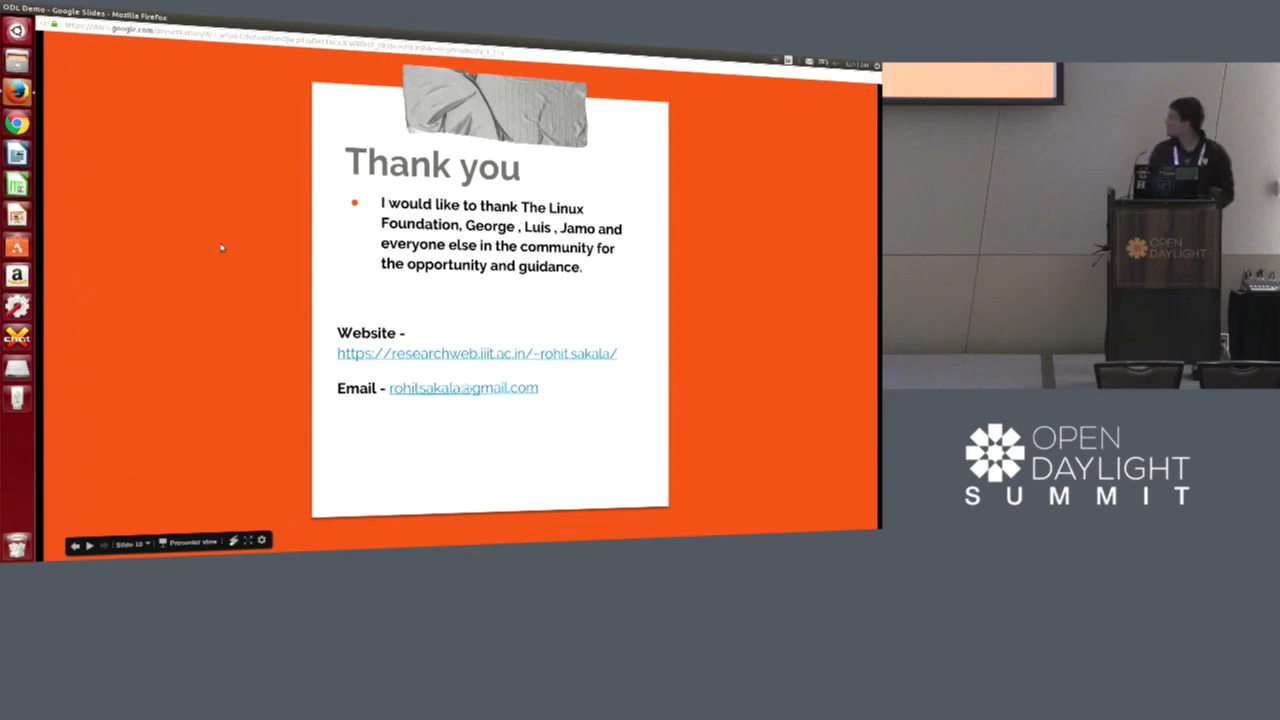 ODL Demo - Google Slides - Mozilla Firefox
Thank you
I would like to thank The Linux
Foundation, George , Luis , Jamo and
everyone else in the community for
the opportunity and guidance.
Website -
https://researchweb.iiit.ac.in/~rohit.sakala/
Email - rohitsakala@gmail.com
Slide 10
Presenter view
OPEN
DAYLIGHT
OPEN
DAYLIGHT
SUMMIT